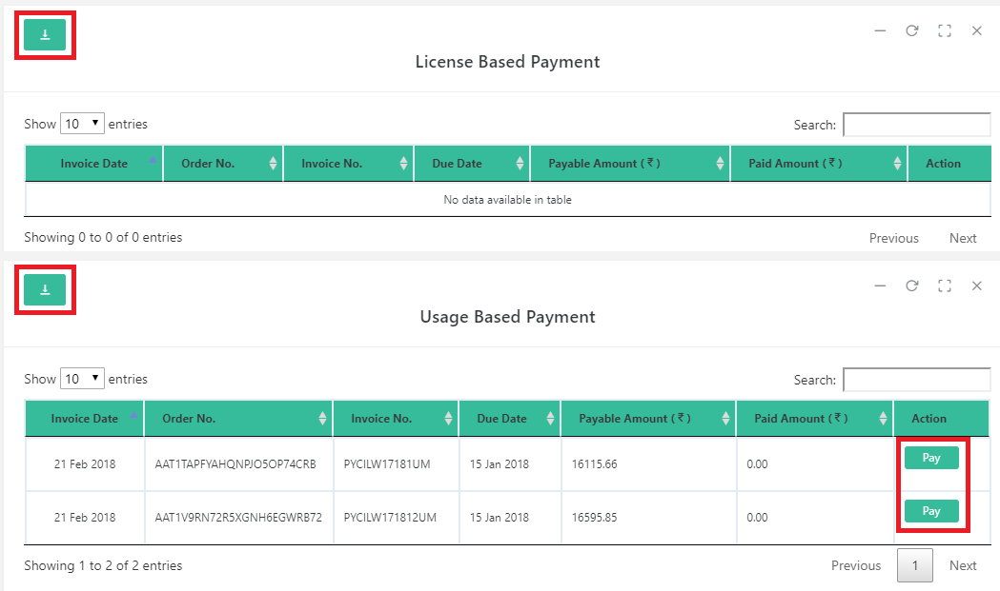 License Based Payment
Show 10 entries Search:
Invoice Date Order No. Invoice No. Due Date Payable Amount (₹) Paid Amount (₹) Action
No data available in table
Showing 0 to 0 of 0 entries
Previous Next
Usage Based Payment
Show 10 entries Search:
Invoice Date Order No. Invoice No. Due Date Payable Amount (₹) Paid Amount (₹) Action
21 Feb 2018 AAT1TAPFYAHQNPJO5OP74CRB PYCILW17181UM 15 Jan 2018 16115.66 0.00 Pay
21 Feb 2018 AAT1V9RN72R5XGNH6EGWRB72 PYCILW171812UM 15 Jan 2018 16595.85 0.00 Pay
Showing 1 to 2 of 2 entries Previous 1 Next